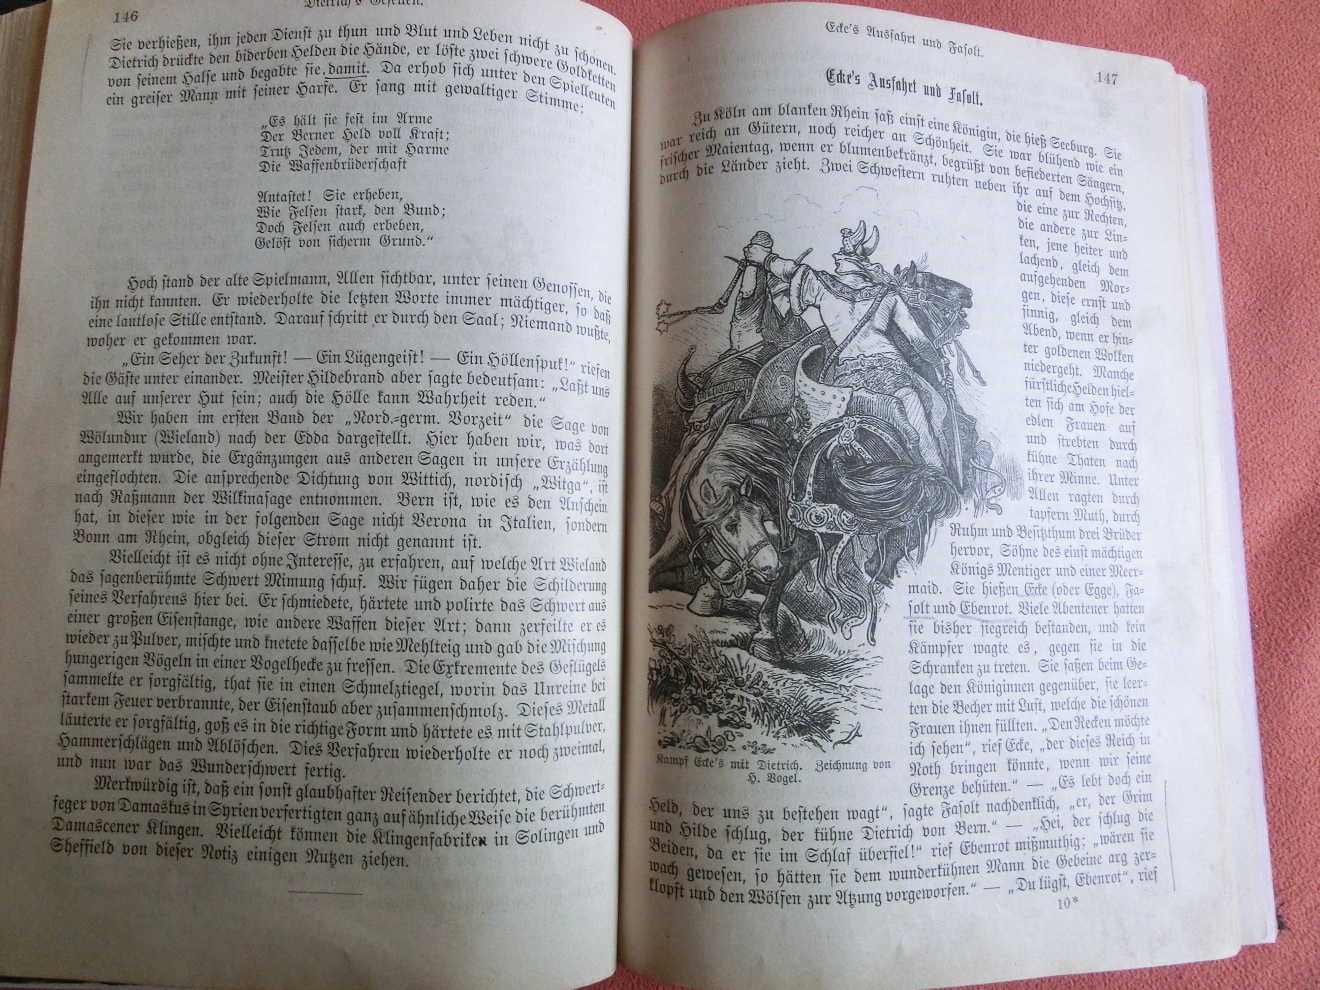 146
Dietrich's Gesellen.
Sie verhießen, ihm jeden Dienst zu thun und Blut und Leben nicht zu schonen.
Dietrich drückte den biderben Helden die Hände, er löste zwei schwere Goldketten
von seinem Halse und begabte sie damit. Da erhob sich unter den Spielleuten
ein greiser Mann mit seiner Harfe. Er sang mit gewaltiger Stimme:
„Es hält sie fest im Arme
Der Berner Held voll Kraft;
Trutz Jedem, der mit Harme
Die Waffenbrüderschaft
Antastet! Sie erheben,
Wie Felsen stark, den Bund;
Doch Felsen auch erbeben,
Gelöst von sicherm Grund.“
Hoch stand der alte Spielmann, Allen sichtbar, unter seinen Genossen, die
ihn nicht kannten. Er wiederholte die letzten Worte immer mächtiger, so daß
eine lautlose Stille entstand. Darauf schritt er durch den Saal; Niemand wußte,
woher er gekommen war.
„Ein Seher der Zukunft! — Ein Lügengeist! — Ein Höllenspuk!“ riefen
die Gäste unter einander. Meister Hildebrand aber sagte bedeutsam: „Laßt uns
Alle auf unserer Hut sein; auch die Hölle kann Wahrheit reden.“
Wir haben im ersten Band der „Nord.=germ. Vorzeit“ die Sage von
Wölundur (Wieland) nach der Edda dargestellt. Hier haben wir, was dort
angemerkt wurde, die Ergänzungen aus anderen Sagen in unsere Erzählung
eingeflochten. Die ansprechende Dichtung von Wittich, nordisch „Witga“, ist
nach Raßmann der Wilkinasage entnommen. Bern ist, wie es den Anschein
hat, in dieser wie in der folgenden Sage nicht Verona in Italien, sondern
Bonn am Rhein, obgleich dieser Strom nicht genannt ist.
Vielleicht ist es nicht ohne Interesse, zu erfahren, auf welche Art Wieland
das sagenberühmte Schwert Mimung schuf. Wir fügen daher die Schilderung
seines Verfahrens hier bei. Er schmiedete, härtete und polirte das Schwert aus
einer großen Eisenstange, wie andere Waffen dieser Art; dann zerfeilte er es
wieder zu Pulver, mischte und knetete dasselbe wie Mehlteig und gab die Mischung
hungerigen Vögeln in einer Vogelhecke zu fressen. Die Exkremente des Geflügels
sammelte er sorgfältig, that sie in einen Schmelztiegel, worin das Unreine bei
starkem Feuer verbrannte, der Eisenstaub aber zusammenschmolz. Dieses Metall
läuterte er sorgfältig, goß es in die richtige Form und härtete es mit Stahlpulver,
Hammerschlägen und Ablöschen. Dies Verfahren wiederholte er noch zweimal,
und nun war das Wunderschwert fertig.
Merkwürdig ist, daß ein sonst glaubhafter Reisender berichtet, die Schwert=
feger von Damaskus in Syrien verfertigten ganz auf ähnliche Weise die berühmten
Damascener Klingen. Vielleicht können die Klingenfabriken in Solingen und
Sheffield von dieser Notiz einigen Nutzen ziehen.
Ecke's Ausfahrt und Fasolt.
147
Ecke's Ausfahrt und Fasolt.
Zu Köln am blanken Rhein saß einst eine Königin, die hieß Seeburg. Sie
war reich an Gütern, noch reicher an Schönheit. Sie war blühend wie ein
frischer Maientag, wenn er blumenbekränzt, begrüßt von befiederten Sängern,
durch die Länder zieht. Zwei Schwestern ruhten neben ihr auf dem Hochsitz,
die eine zur Rechten,
die andere zur Lin=
ken, jene heiter und
lachend, gleich dem
aufgehenden Mor=
gen, diese ernst und
sinnig, gleich dem
Abend, wenn er hin=
ter goldenen Wolken
niedergeht. Manche
fürstliche Helden hiel=
ten sich am Hofe der
edlen Frauen auf
und strebten durch
kühne Thaten nach
ihrer Minne. Unter
Allen ragten durch
tapfern Muth, durch
Ruhm und Besitzthum drei Brüder
hervor, Söhne des einst mächtigen
Königs Mentiger und einer Meer=
maid. Sie hießen Ecke (oder Egge), Fa=
solt und Ebenrot. Viele Abenteuer hatten
sie bisher siegreich bestanden, und kein
Kämpfer wagte es, gegen sie in die
Schranken zu treten. Sie saßen beim Ge=
lage den Königinnen gegenüber, sie leer=
ten die Becher mit Lust, welche die schönen
Frauen ihnen füllten. „Den Recken möchte
ich sehen“, rief Ecke, „der dieses Reich in
Noth bringen könnte, wenn wir seine
Grenze behüten.“ — „Es lebt doch ein
Kampf Ecke's mit Dietrich. Zeichnung von
H. Vogel.
Held, der uns zu bestehen wagt“, sagte Fasolt nachdenklich, „er, der Grim
und Hilde schlug, der kühne Dietrich von Bern.“ — „Hei, der schlug die
Beiden, da er sie im Schlaf überfiel!“ rief Ebenrot mißmuthig; „wären sie
wach gewesen, so hätten sie dem wunderkühnen Mann die Gebeine arg zer=
klopft und den Wölfen zur Atzung vorgeworfen.“ — „Du lügst, Ebenrot“, rief
10*